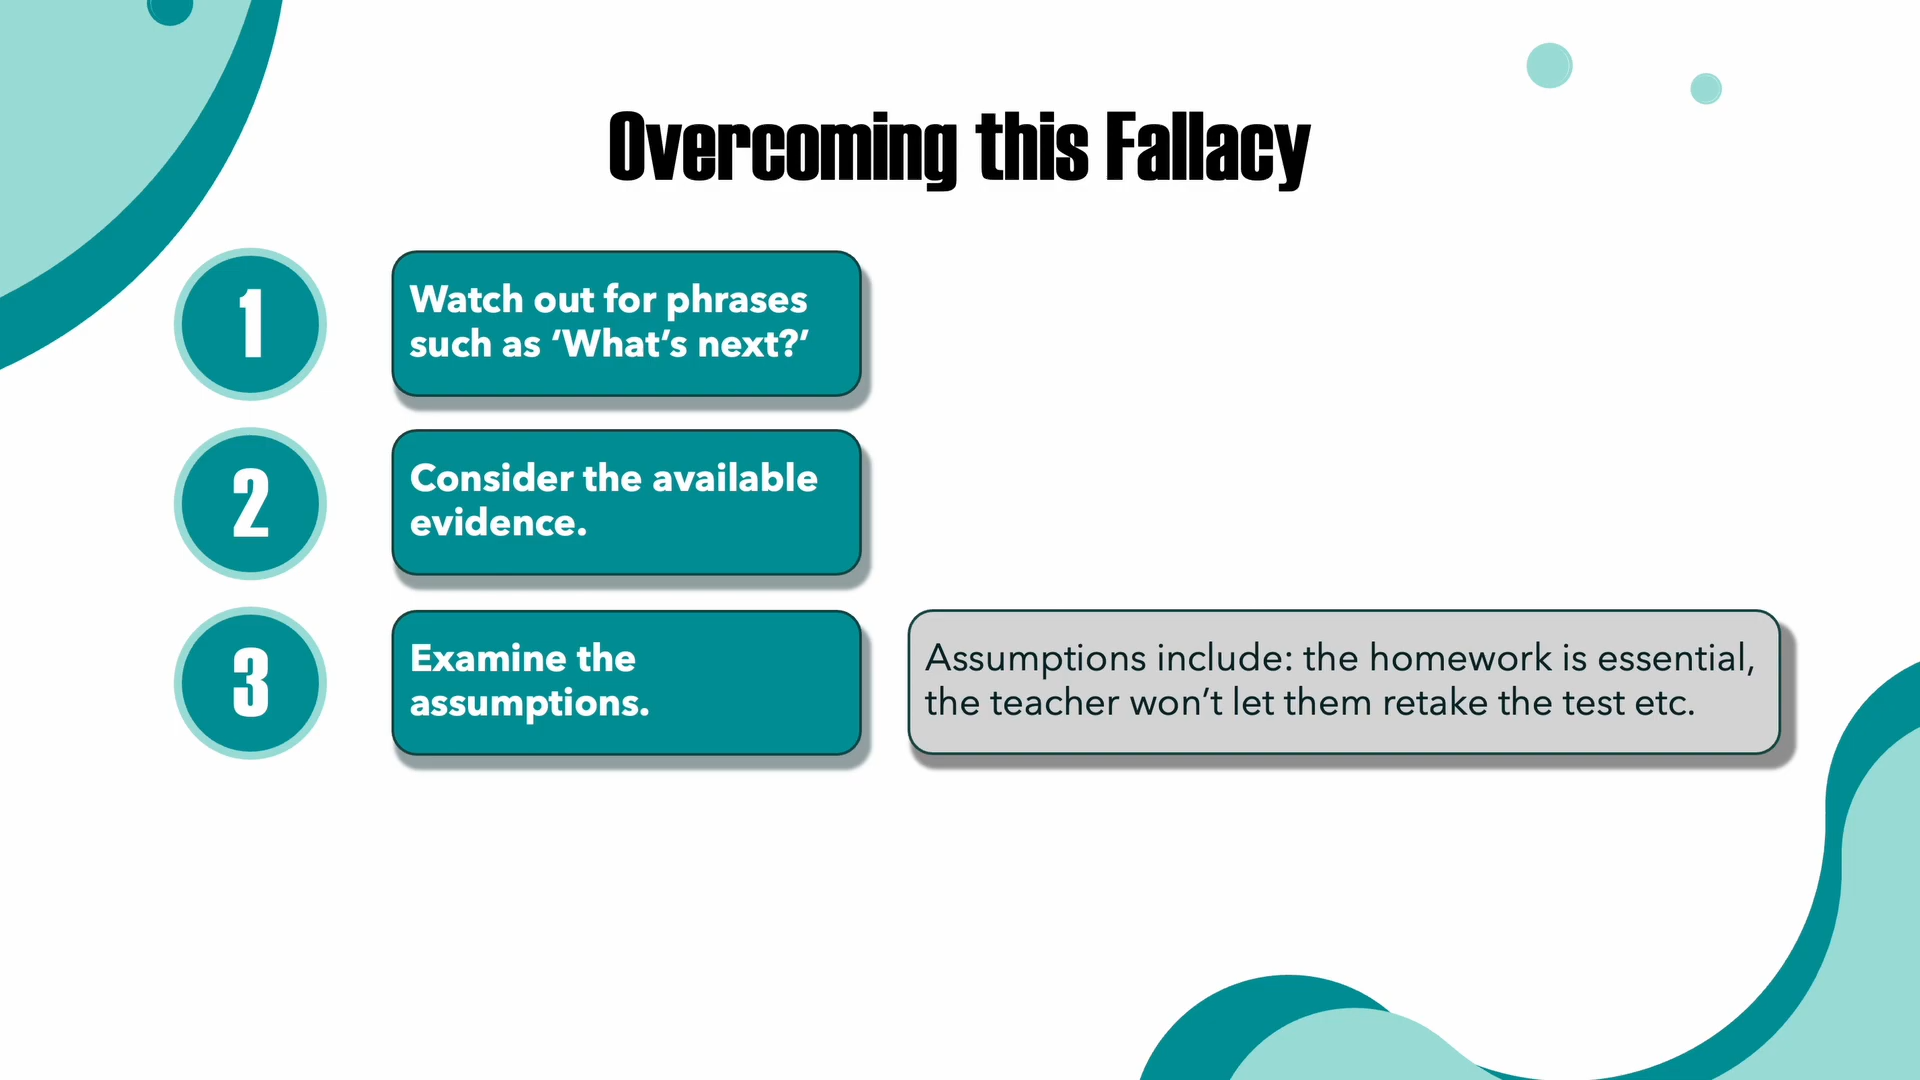 Overcoming this Fallacy
1
Watch out for phrases
such as ‘What’s next?’
2
Consider the available
evidence.
3
Examine the
assumptions.
Assumptions include: the homework is essential,
the teacher won’t let them retake the test etc.